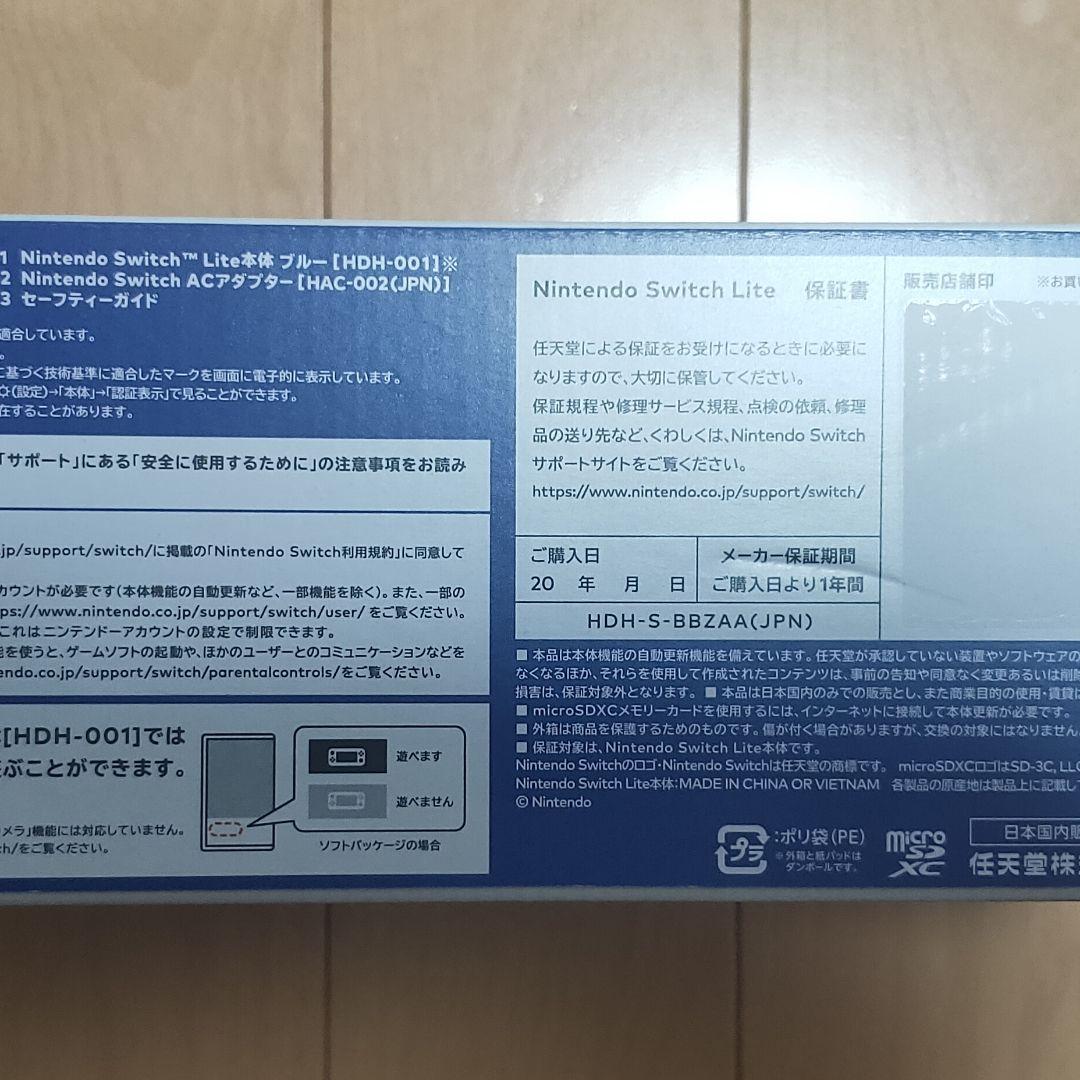 1 Nintendo Switch™ Lite本体 ブルー[HDH-001]※
2 Nintendo Switch ACアダプター[HAC-002(JPN)]
3 セーフティーガイド
適合しています。
。
に基づく技術基準に適合したマークを画面に電子的に表示しています。
(設定)→「本体」→「認証表示」で見ることができます。
在することがあります。
「サポート」にある「安全に使用するために」の注意事項をお読み
.jp/support/switch/に掲載の「Nintendo Switch利用規約」に同意して
カウントが必要です(本体機能の自動更新など、一部機能を除く)。また、一部の
ps://www.nintendo.co.jp/support/switch/user/ をご覧ください。
これはニンテンドーアカウントの設定で制限できます。
能を使うと、ゲームソフトの起動や、ほかのユーザーとのコミュニケーションなどを
endo.co.jp/support/switch/parentalcontrols/をご覧ください。
[HDH-001]では
ぶことができます。
メラ」機能には対応していません。
ch/をご覧ください。
遊べます
遊べません
ソフトパッケージの場合
Nintendo Switch Lite 保証書
任天堂による保証をお受けになるときに必要に
なりますので、大切に保管してください。
保証規程や修理サービス規程、点検の依頼、修理
品の送り先など、くわしくは、Nintendo Switch
サポートサイトをご覧ください。
https://www.nintendo.co.jp/support/switch/
販売店舗印 ※お買い
ご購入日
20 年 月 日
メーカー保証期間
ご購入日より1年間
HDH-S-BBZAA(JPN)
■ 本品は本体機能の自動更新機能を備えています。任天堂が承認していない装置やソフトウェアの
なくなるほか、それらを使用して作成されたコンテンツは、事前の告知や同意なく変更あるいは削除
損害は、保証対象外となります。 ■ 本品は日本国内のみでの販売とし、また商業目的の使用・賃貸は
■ microSDXCメモリーカードを使用するには、インターネットに接続して本体更新が必要です。
■ 外箱は商品を保護するためのものです。傷が付く場合がありますが、交換の対象にはなりません。
■ 保証対象は、Nintendo Switch Lite本体です。
Nintendo Switchのロゴ・Nintendo Switchは任天堂の商標です。 microSDXCロゴはSD-3C, LLC
Nintendo Switch Lite本体:MADE IN CHINA OR VIETNAM 各製品の原産地は製品上に記載し
© Nintendo
プラ
:ポリ袋(PE)
※外箱と紙パッドは
ダンボールです。
micro
SD
XC
日本国内販
任天堂株